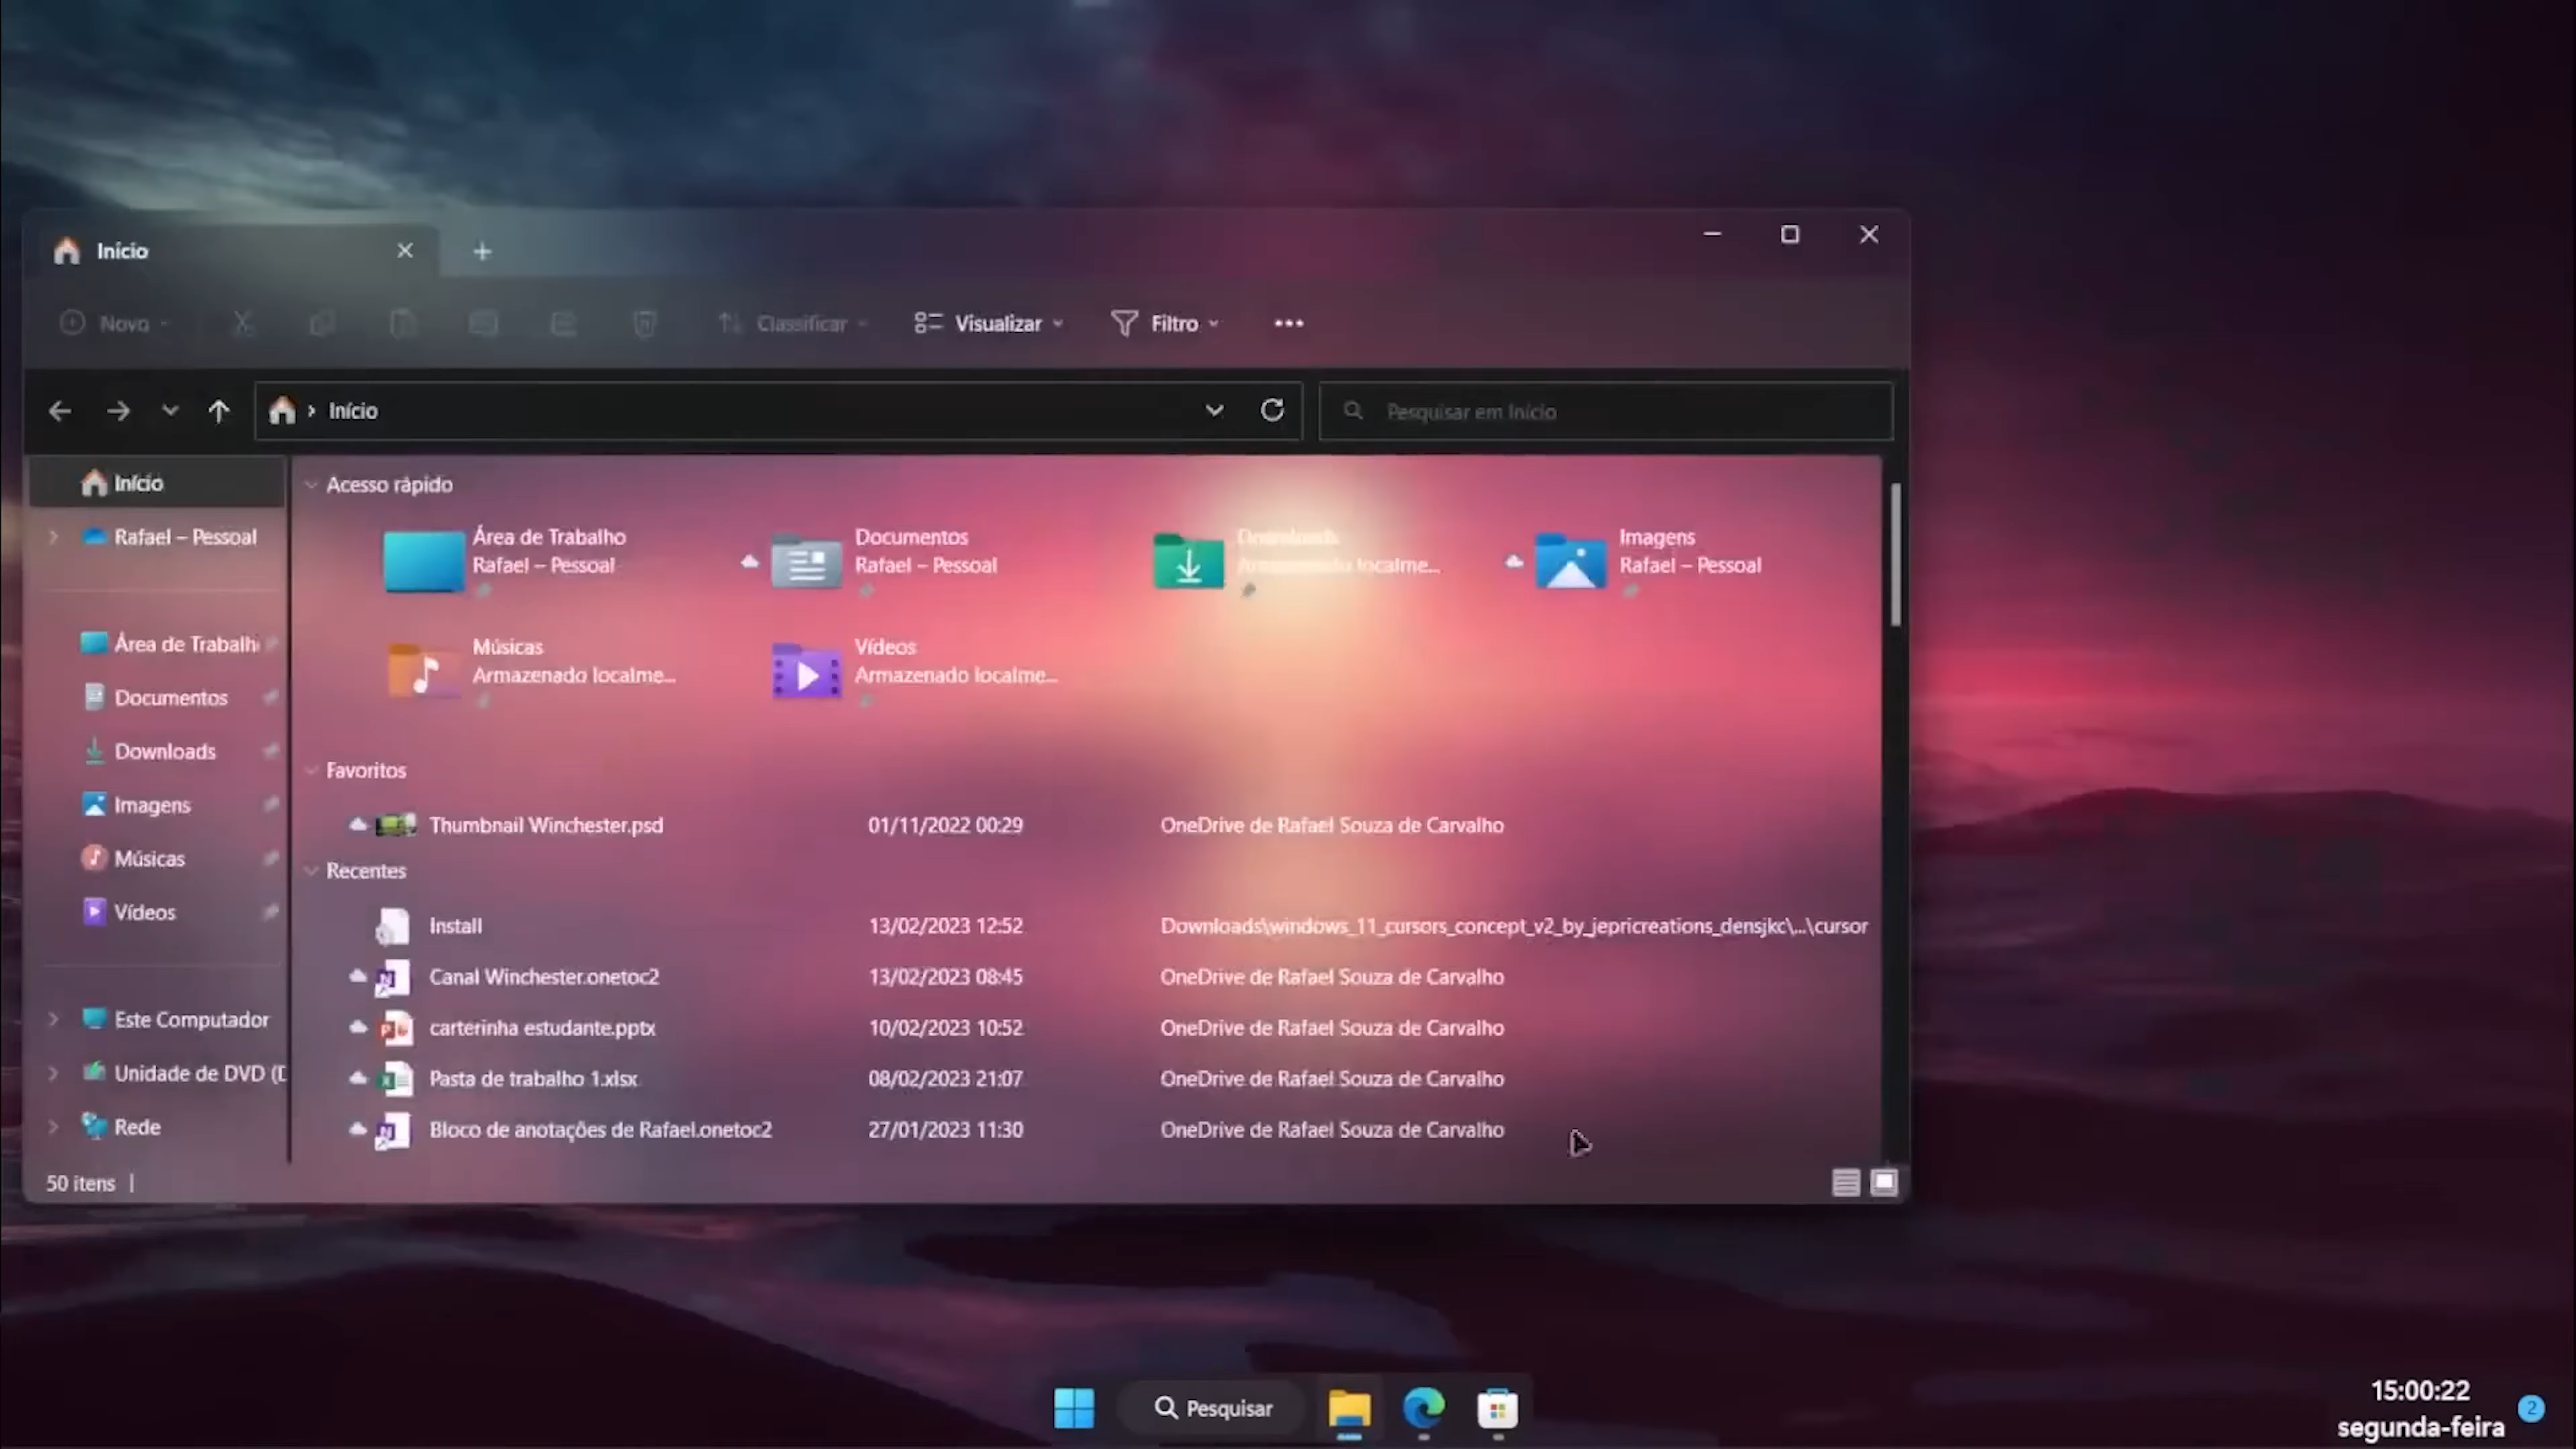 Início
Novo
Classificar
Visualizar
Filtro
Início
Pesquisar em Início
Início
Rafael – Pessoal
Área de Trabalh
Documentos
Downloads
Imagens
Músicas
Vídeos
Este Computador
Unidade de DVD (D
Rede
Acesso rápido
Área de Trabalho
Rafael – Pessoal
Documentos
Rafael – Pessoal
Downloads
Armazenado localme...
Imagens
Rafael – Pessoal
Músicas
Armazenado localme...
Vídeos
Armazenado localme...
Favoritos
Thumbnail Winchester.psd 01/11/2022 00:29 OneDrive de Rafael Souza de Carvalho
Recentes
Install 13/02/2023 12:52 Downloads\windows_11_cursors_concept_v2_by_jepricreations_densjkc\...\cursor
Canal Winchester.onetoc2 13/02/2023 08:45 OneDrive de Rafael Souza de Carvalho
carterinha estudante.pptx 10/02/2023 10:52 OneDrive de Rafael Souza de Carvalho
Pasta de trabalho 1.xlsx 08/02/2023 21:07 OneDrive de Rafael Souza de Carvalho
Bloco de anotações de Rafael.onetoc2 27/01/2023 11:30 OneDrive de Rafael Souza de Carvalho
50 itens
Pesquisar
15:00:22
segunda-feira
2